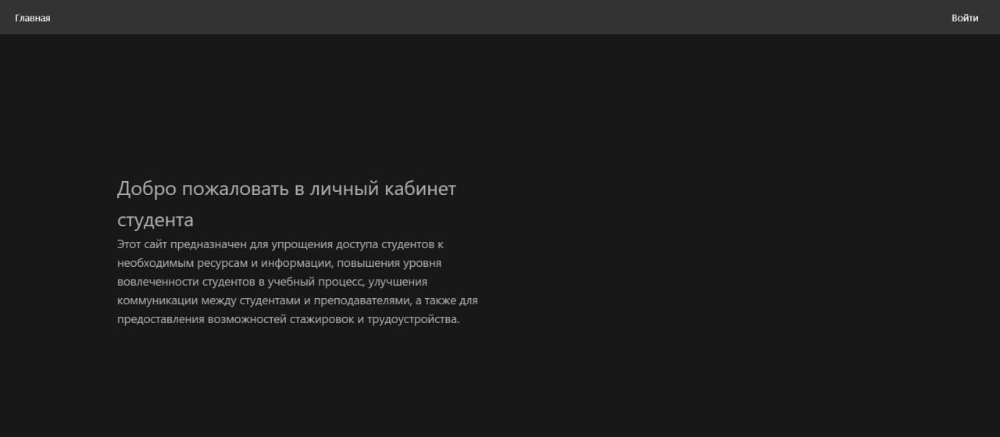 Главная
Войти
Добро пожаловать в личный кабинет
студента
Этот сайт предназначен для упрощения доступа студентов к
необходимым ресурсам и информации, повышения уровня
вовлеченности студентов в учебный процесс, улучшения
коммуникации между студентами и преподавателями, а также для
предоставления возможностей стажировок и трудоустройства.